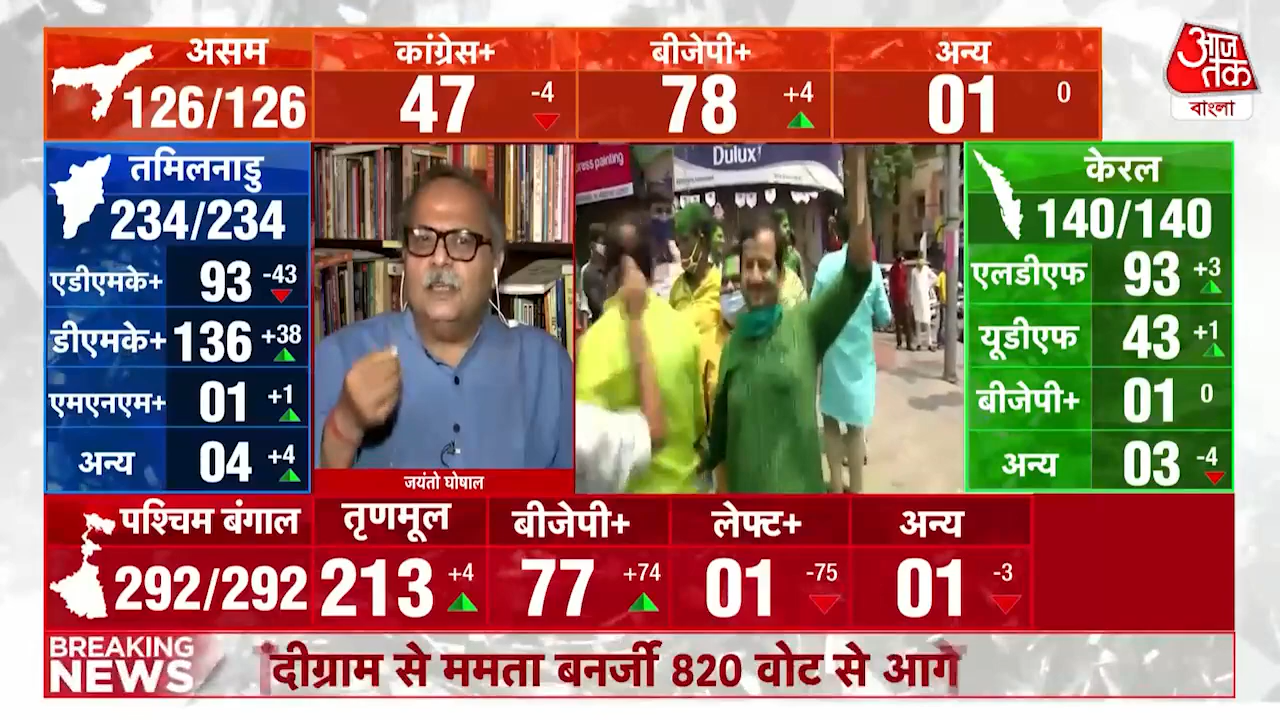 असम
126/126
कांग्रेस+
47 -4
बीजेपी+
78 +4
अन्य
01 0
आज तक
বাংলা
तमिलनाडु
234/234
एडीएमके+ 93 -43
डीएमके+ 136 +38
एमएनएम+ 01 +1
अन्य 04 +4
press painting
Dulux
जयंतो घोषाल
केरल
140/140
एलडीएफ 93 +3
यूडीएफ 43 +1
बीजेपी+ 01 0
अन्य 03 -4
पश्चिम बंगाल
292/292
तृणमूल
213 +4
बीजेपी+
77 +74
लेफ्ट+
01 -75
अन्य
01 -3
BREAKING
NEWS
से ममता बनर्जी 820 वोट से आगे